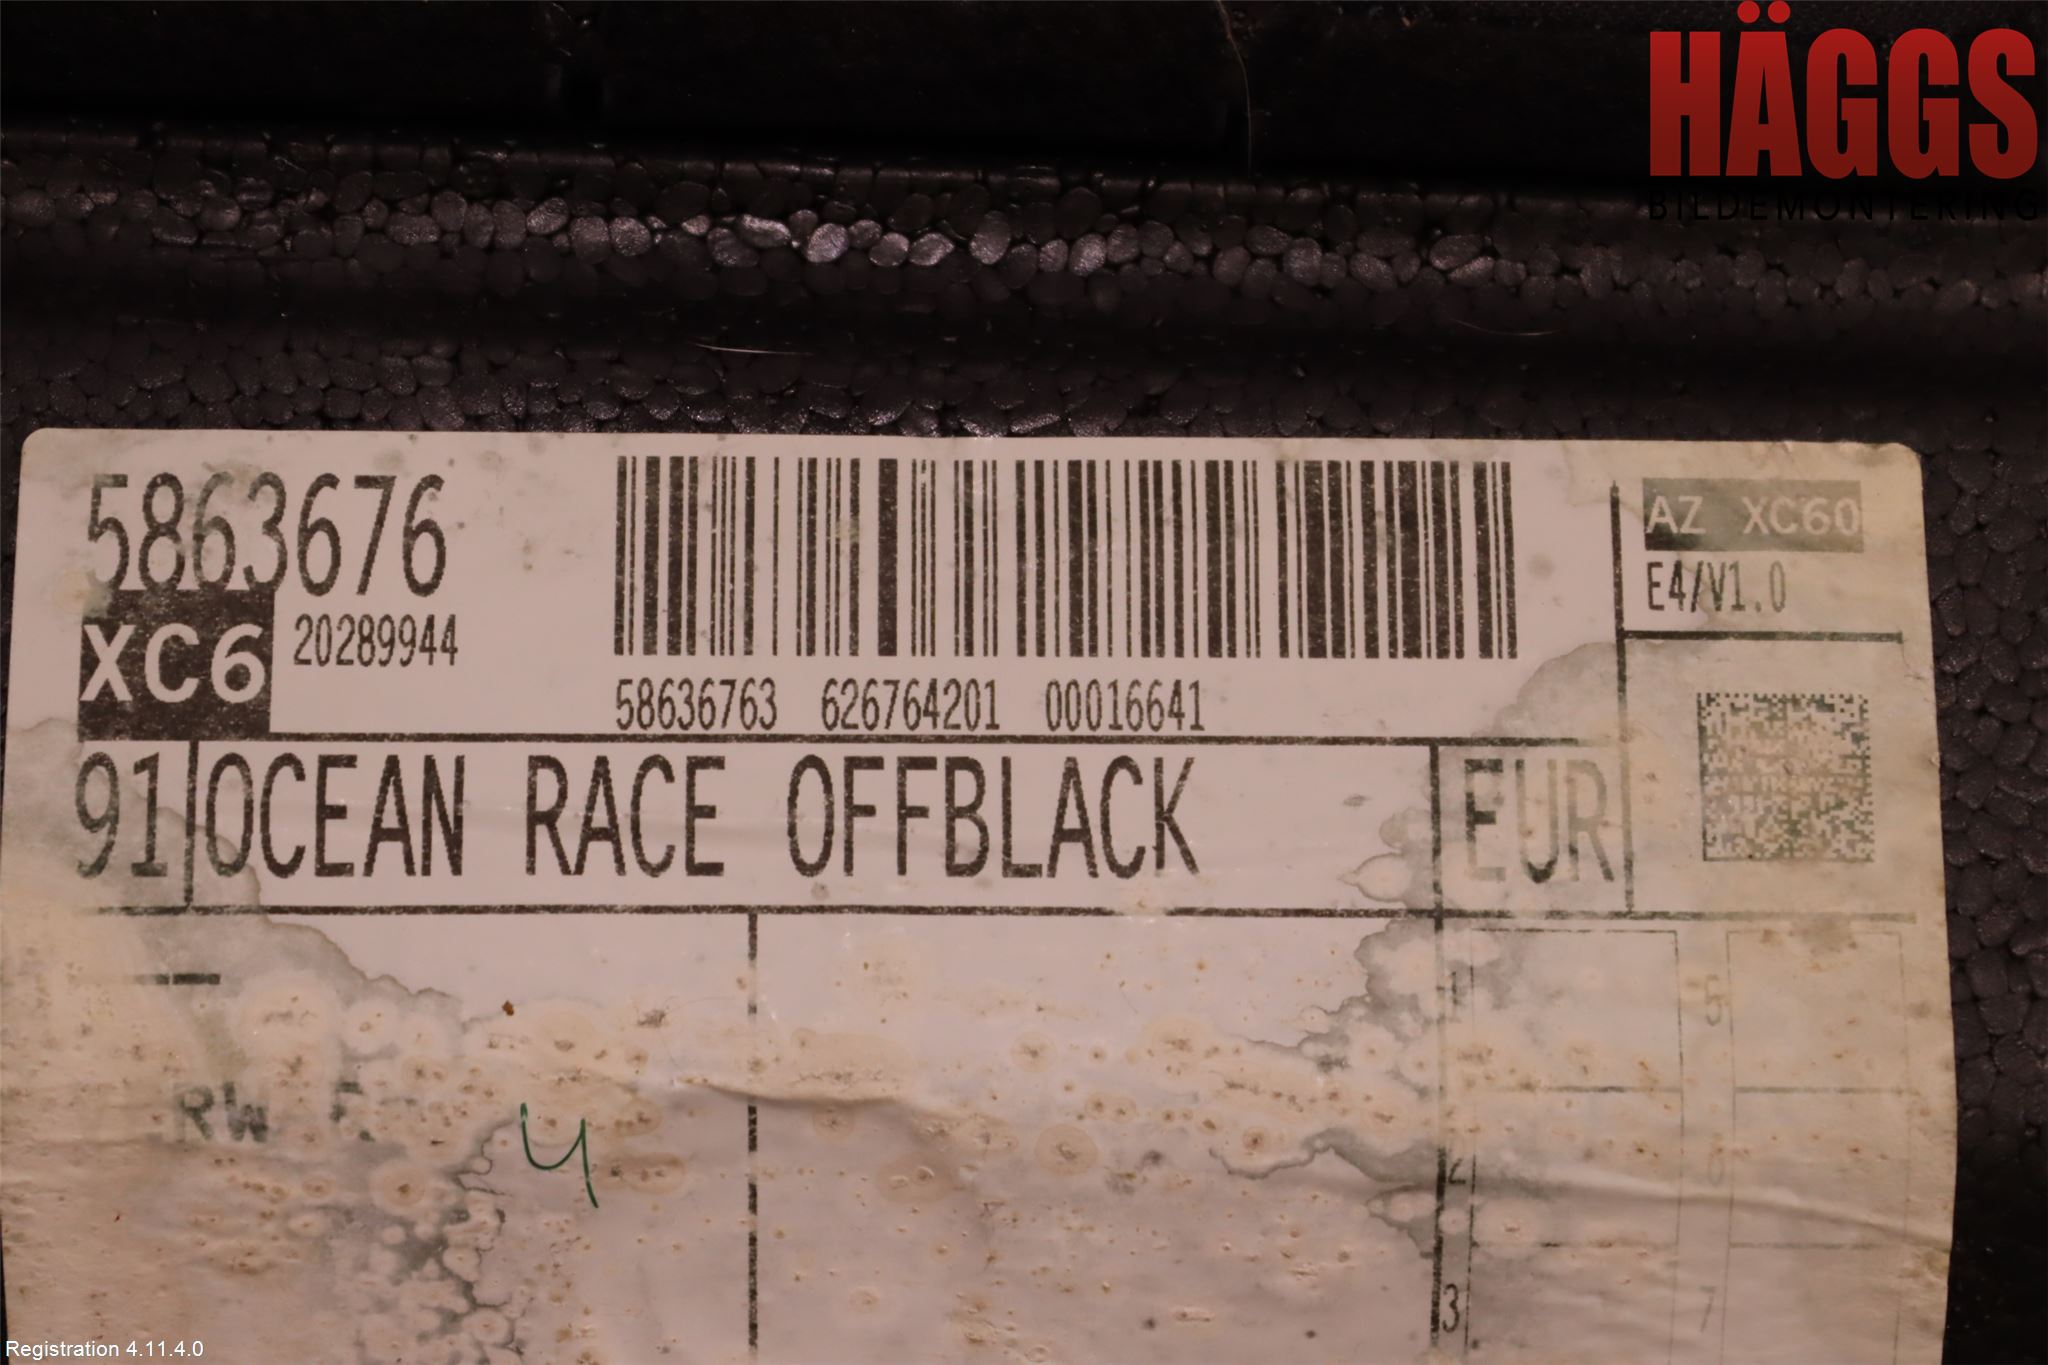 HÄGGS
BILDEMONTERING
5863676
XC6
20289944
58636763 626764201 00016641
AZ XC60
E4/V1.0
91 OCEAN RACE OFFBLACK EUR
1 5
RW
4
2 6
3 7
Registration 4.11.4.0